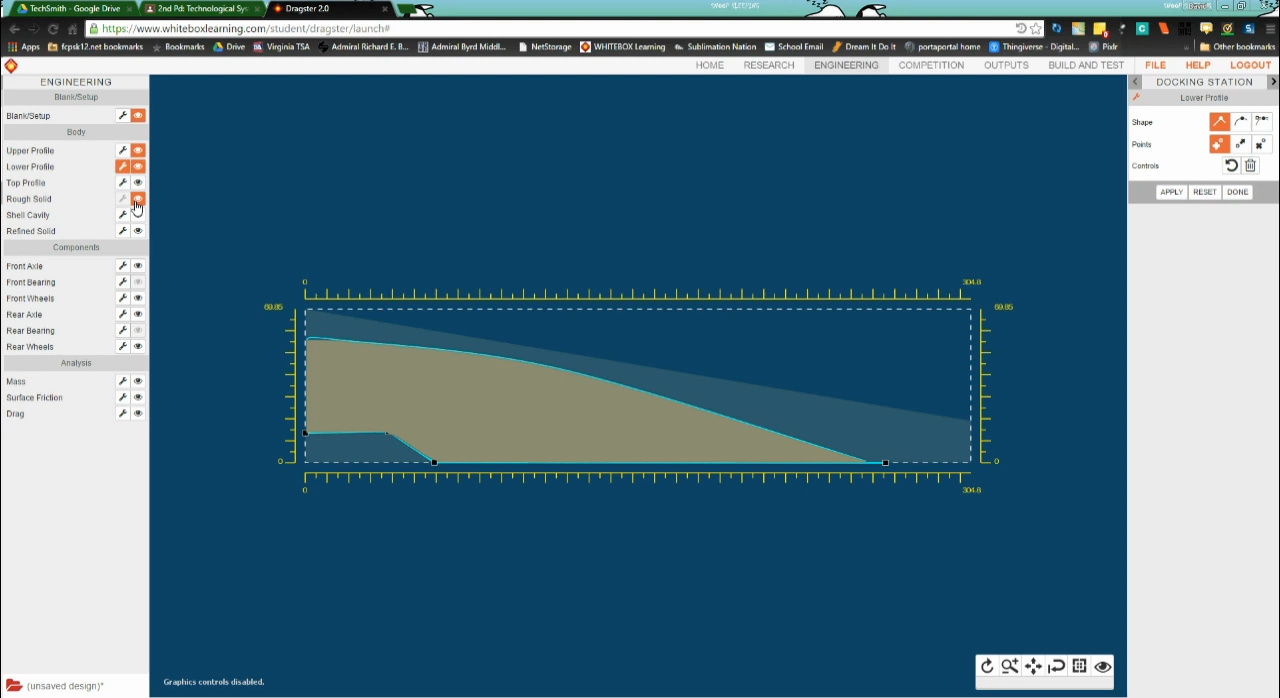 TechSmith - Google Drive
2nd Pd: Technological Sys
Dragster 2.0
https://www.whiteboxlearning.com/student/dragster/launch#
Apps
fcpsk12.net bookmarks
Bookmarks
Drive
Virginia TSA
Admiral Richard E. B...
Admiral Byrd Middl...
NetStorage
WHITEBOX Learning
Sublimation Nation
School Email
Dream It Do It
portaportal home
Thingiverse - Digital...
Pixlr
Other bookmarks
HOME
RESEARCH
ENGINEERING
COMPETITION
OUTPUTS
BUILD AND TEST
FILE
HELP
LOGOUT
ENGINEERING
Blank/Setup
Blank/Setup
Body
Upper Profile
Lower Profile
Top Profile
Rough Solid
Shell Cavity
Refined Solid
Components
Front Axle
Front Bearing
Front Wheels
Rear Axle
Rear Bearing
Rear Wheels
Analysis
Mass
Surface Friction
Drag
(unsaved design)*
0
304.8
69.85
69.85
0
0
0
304.8
Graphics controls disabled.
DOCKING STATION
Lower Profile
Shape
Points
Controls
APPLY
RESET
DONE